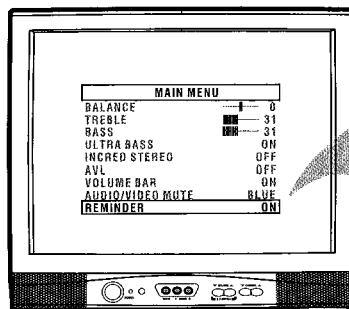 MAIN MENU
BALANCE 0
TREBLE 31
BASS 31
ULTRA BASS ON
INCRED STEREO OFF
AVL OFF
VOLUME BAR ON
AUDIO/VIDEO MUTE BLUE
REMINDER ON